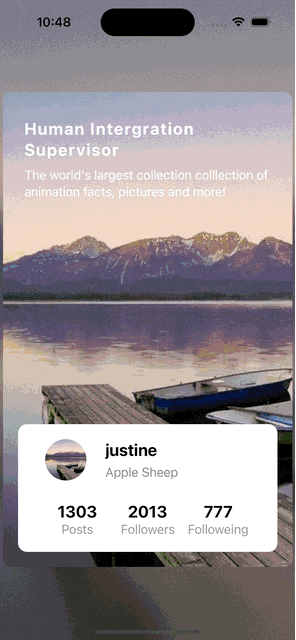 10:48
Human Intergration
Supervisor
The world's largest collection colllection of
animation facts, pictures and more!
justine
Apple Sheep
1303 2013 777
Posts Followers Followeing